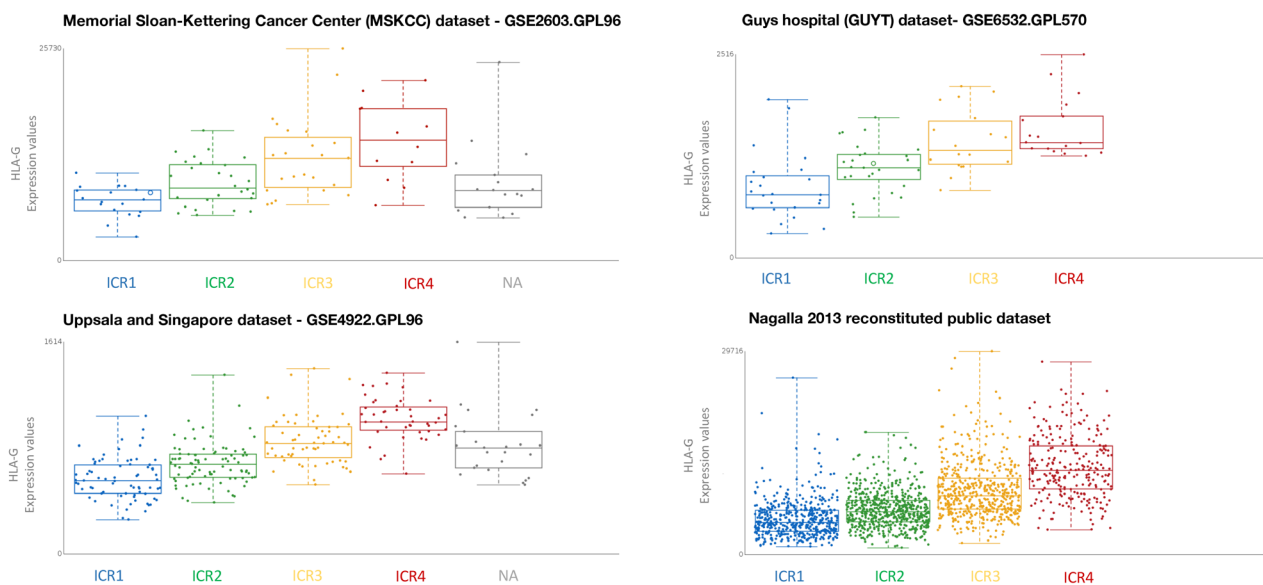 Memorial Sloan-Kettering Cancer Center (MSKCC) dataset - GSE2603.GPL96
25730
HLA-G
Expression values
0
ICR1 ICR2 ICR3 ICR4 NA
Guys hospital (GUYT) dataset- GSE6532.GPL570
2516
HLA-G
Expression values
0
ICR1 ICR2 ICR3 ICR4
Uppsala and Singapore dataset - GSE4922.GPL96
1614
HLA-G
Expression values
0
ICR1 ICR2 ICR3 ICR4 NA
Nagalla 2013 reconstituted public dataset
29716
HLA-G
Expression values
0
ICR1 ICR2 ICR3 ICR4